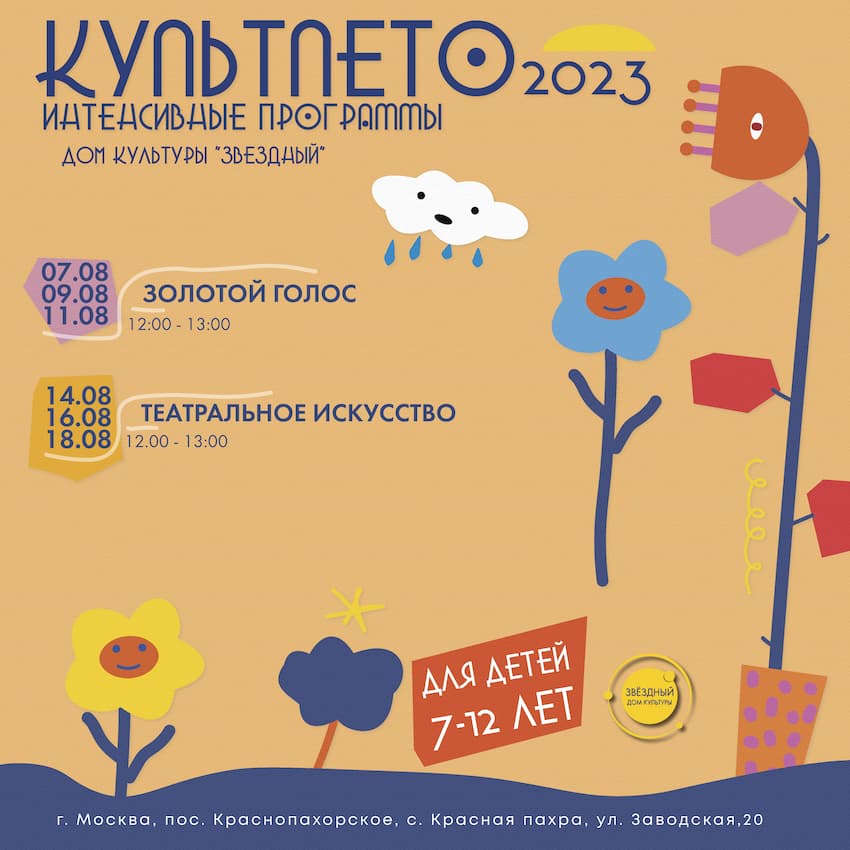 КУЛЬТЛЕТО 2023
ИНТЕНСИВНЫЕ ПРОГРАММЫ
ДОМ КУЛЬТУРЫ "ЗВЕЗДНЫЙ"
07.08
09.08
11.08
ЗОЛОТОЙ ГОЛОС
12:00 - 13:00
14.08
16.08
18.08
ТЕАТРАЛЬНОЕ ИСКУССТВО
12.00 - 13:00
ДЛЯ ДЕТЕЙ
7-12 ЛЕТ
ЗВЁЗДНЫЙ
ДОМ КУЛЬТУРЫ
г. Москва, пос. Краснопахорское, с. Красная пахра, ул. Заводская,20